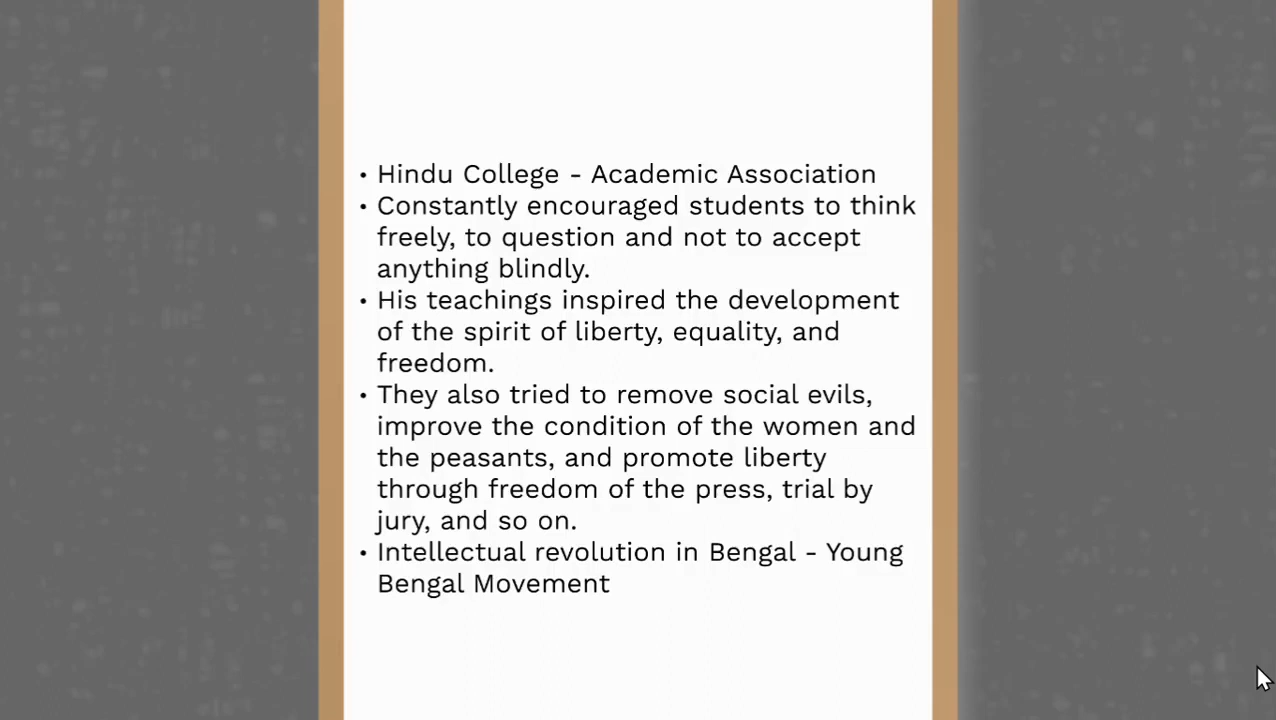 • Hindu College - Academic Association
• Constantly encouraged students to think
freely, to question and not to accept
anything blindly.
• His teachings inspired the development
of the spirit of liberty, equality, and
freedom.
• They also tried to remove social evils,
improve the condition of the women and
the peasants, and promote liberty
through freedom of the press, trial by
jury, and so on.
• Intellectual revolution in Bengal - Young
Bengal Movement